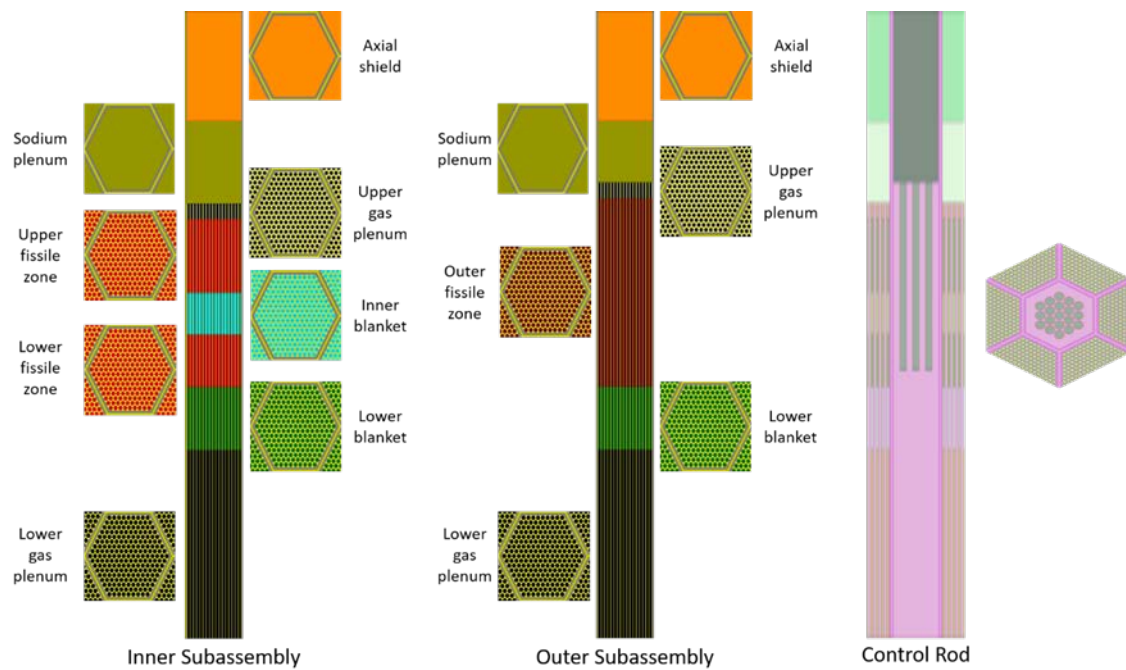 Axial
shield
Sodium
plenum
Upper
gas
plenum
Upper
fissile
zone
Inner
blanket
Lower
fissile
zone
Lower
blanket
Lower
gas
plenum
Inner Subassembly
Axial
shield
Sodium
plenum
Upper
gas
plenum
Outer
fissile
zone
Lower
blanket
Lower
gas
plenum
Outer Subassembly
Control Rod